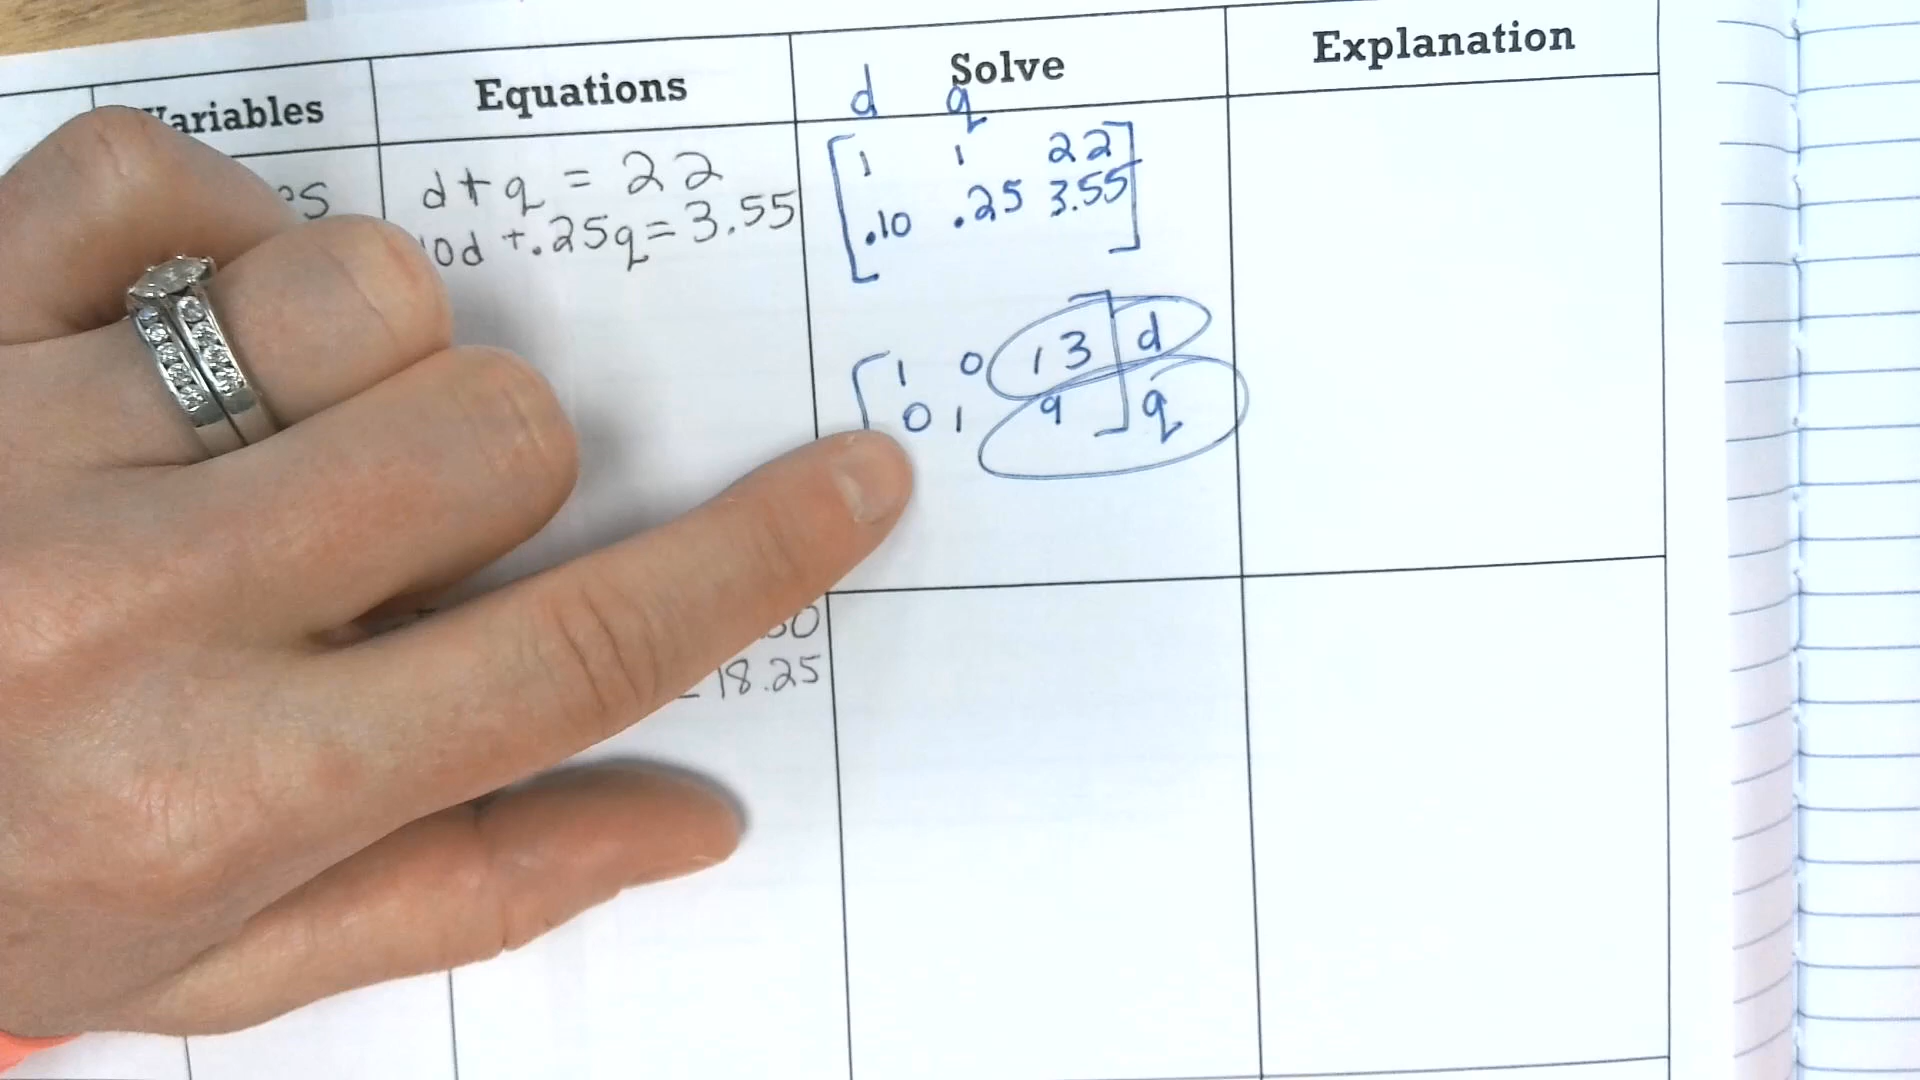 Variables Equations Solve Explanation
d q
d + q = 22
10d + .25q = 3.55
1 1 22
.10 .25 3.55
1 0 13 d
0 1 9 q
18.25